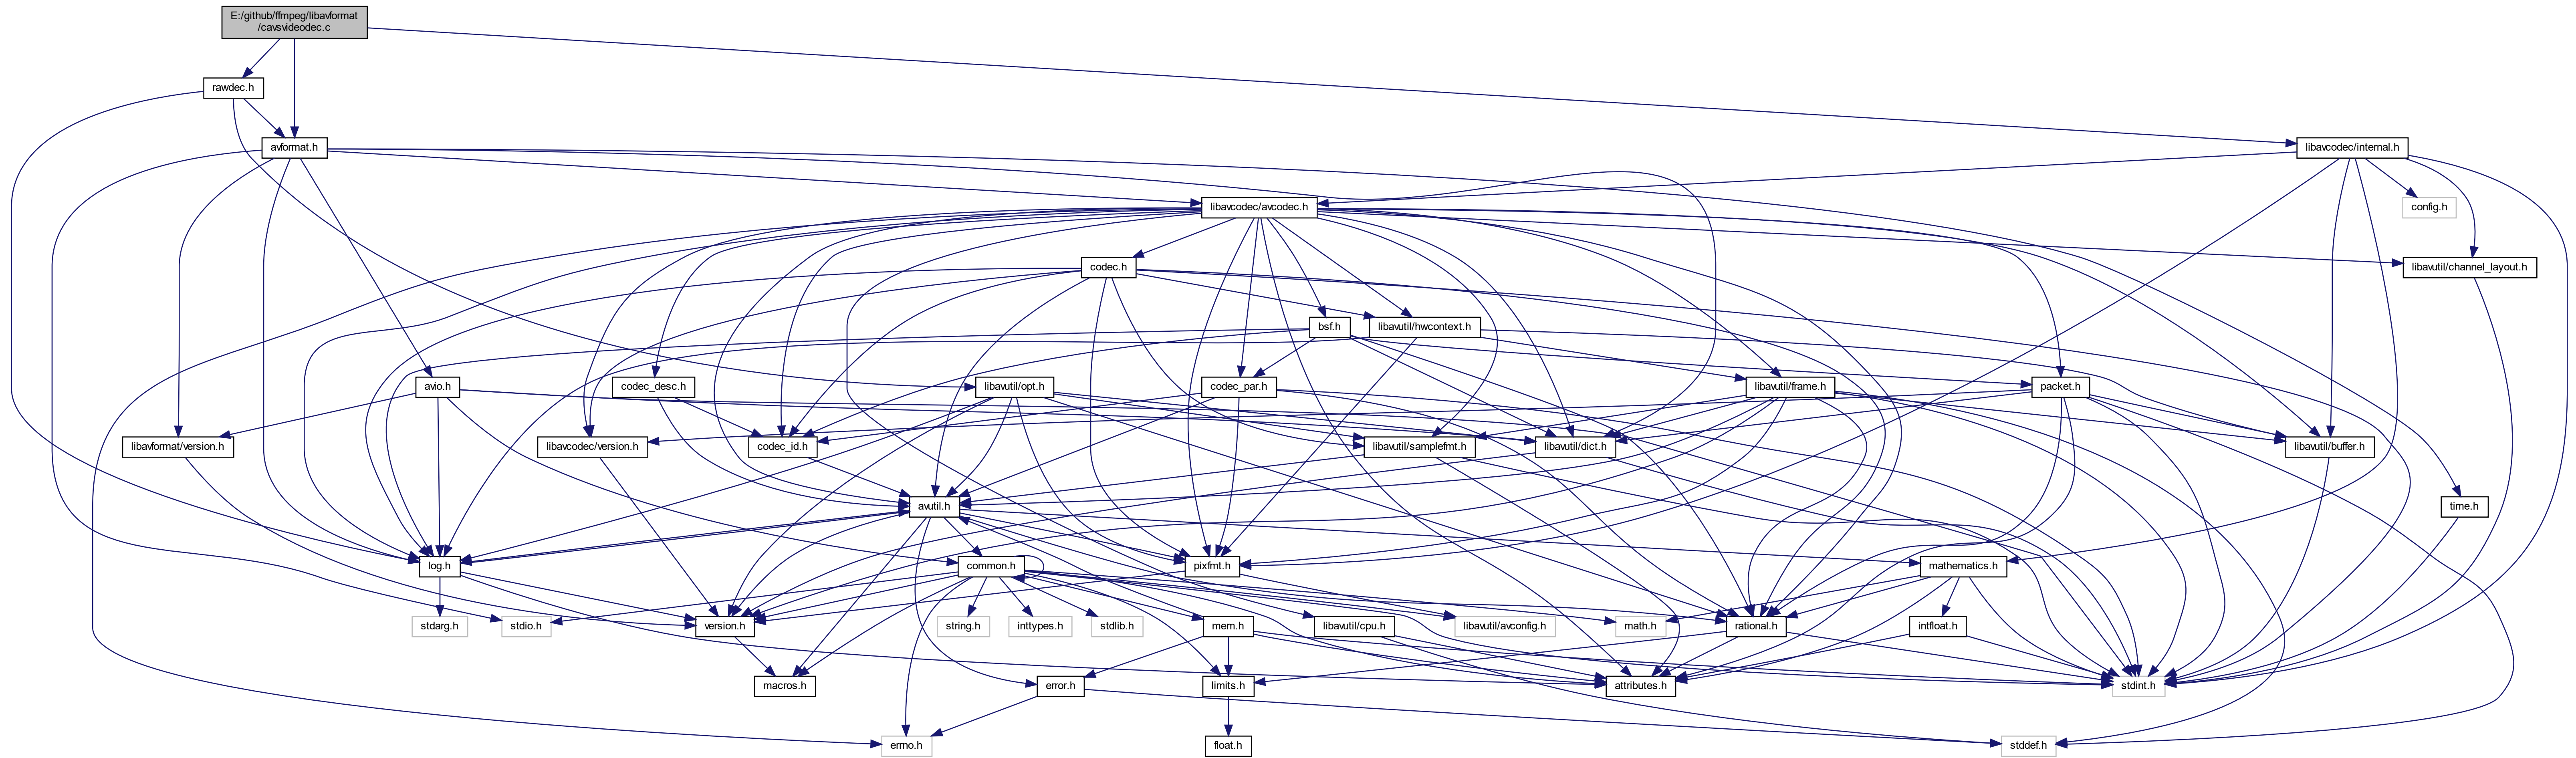 E:/github/ffmpeg/libavformat
/cavsvideodec.c
rawdec.h
avformat.h
libavcodec/internal.h
libavcodec/avcodec.h
config.h
codec.h
libavutil/channel_layout.h
bsf.h
libavutil/hwcontext.h
avio.h
codec_desc.h
libavutil/opt.h
codec_par.h
libavutil/frame.h
packet.h
libavformat/version.h
libavcodec/version.h
codec_id.h
libavutil/samplefmt.h
libavutil/dict.h
libavutil/buffer.h
avutil.h
time.h
log.h
common.h
pixfmt.h
mathematics.h
stdarg.h
stdio.h
version.h
string.h
inttypes.h
stdlib.h
mem.h
libavutil/cpu.h
libavutil/avconfig.h
math.h
rational.h
intfloat.h
macros.h
error.h
limits.h
attributes.h
stdint.h
errno.h
float.h
stddef.h